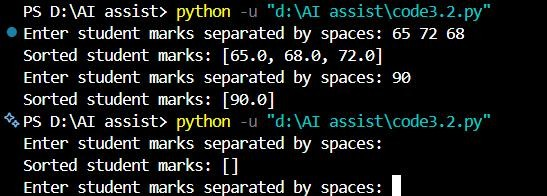 PS D:\AI assist> python -u "d:\AI assist\code3.2.py"
Enter student marks separated by spaces: 65 72 68
Sorted student marks: [65.0, 68.0, 72.0]
Enter student marks separated by spaces: 90
Sorted student marks: [90.0]
PS D:\AI assist> python -u "d:\AI assist\code3.2.py"
Enter student marks separated by spaces:
Sorted student marks: []
Enter student marks separated by spaces: